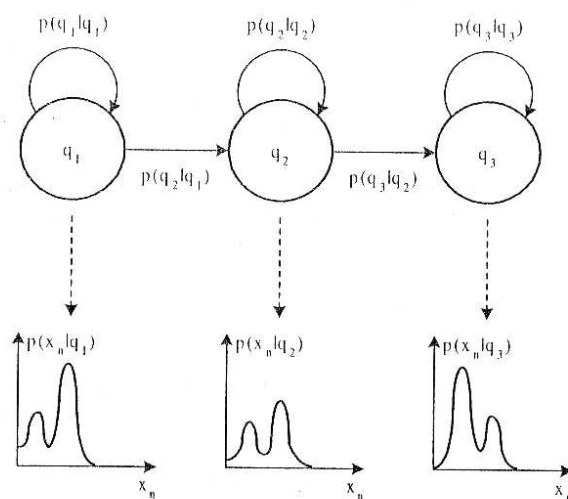 p(q₁|q₁) p(q₂|q₂) p(q₃|q₃)
q₁ q₂ q₃
p(q₂|q₁) p(q₃|q₂)
p(xₙ|q₁) p(xₙ|q₂) p(xₙ|q₃)
xₙ xₙ